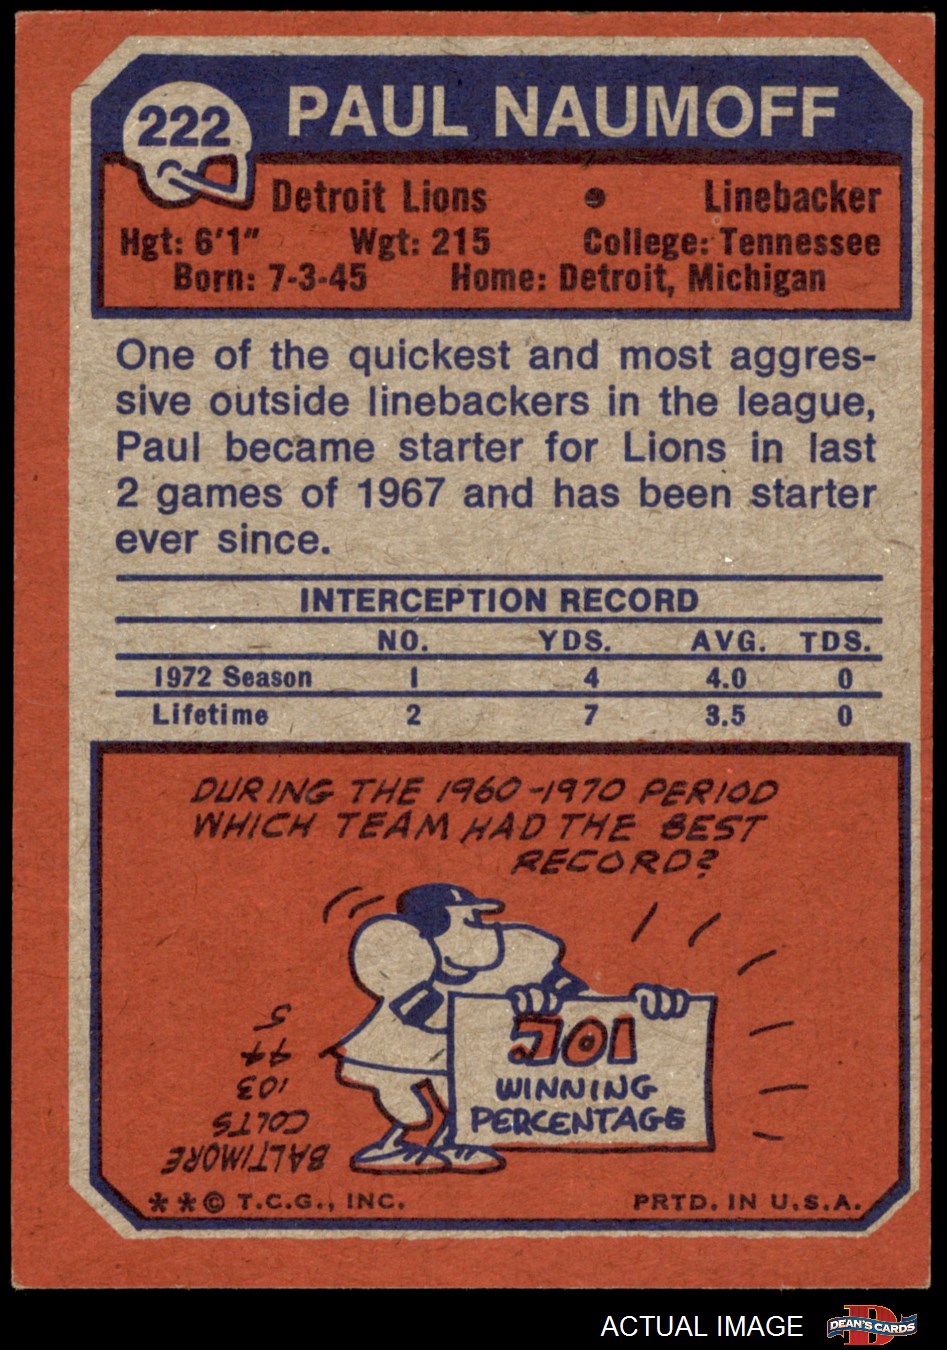 222
PAUL NAUMOFF
Detroit Lions • Linebacker
Hgt: 6'1" Wgt: 215 College: Tennessee
Born: 7-3-45 Home: Detroit, Michigan
One of the quickest and most aggres-
sive outside linebackers in the league,
Paul became starter for Lions in last
2 games of 1967 and has been starter
ever since.
INTERCEPTION RECORD
NO. YDS. AVG. TDS.
1972 Season 1 4 4.0 0
Lifetime 2 7 3.5 0
DURING THE 1960-1970 PERIOD
WHICH TEAM HAD THE BEST
RECORD?
.701
WINNING
PERCENTAGE
BALTIMORE
COLTS
103
44
5
**© T.C.G., INC. PRTD. IN U.S.A.
ACTUAL IMAGE
D
DEAN'S CARDS